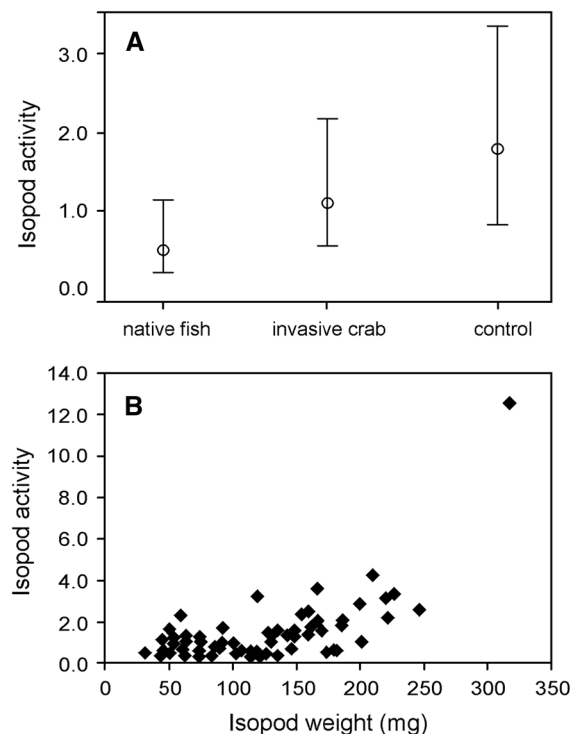 A
3.0
2.0
1.0
0.0
Isopod activity
native fish invasive crab control
B
14.0
12.0
10.0
8.0
6.0
4.0
2.0
0.0
Isopod activity
0 50 100 150 200 250 300 350
Isopod weight (mg)